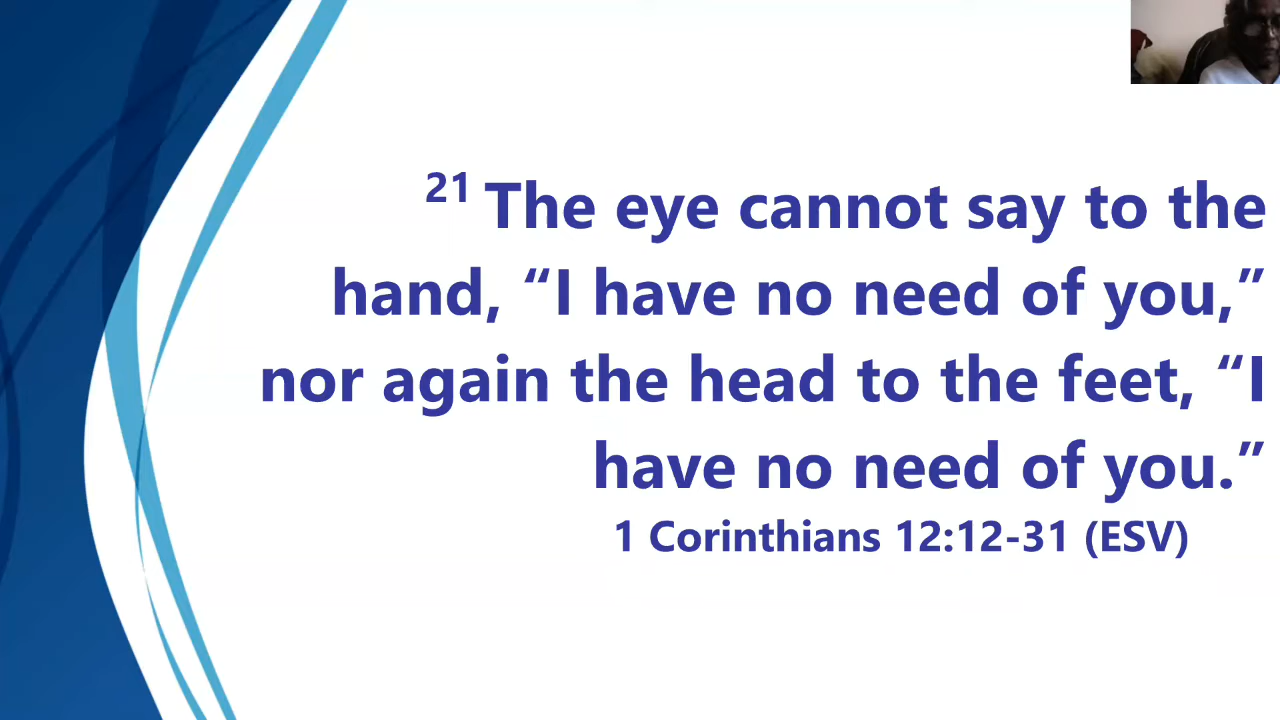 21 The eye cannot say to the
hand, “I have no need of you,”
nor again the head to the feet, “I
have no need of you.”
1 Corinthians 12:12-31 (ESV)